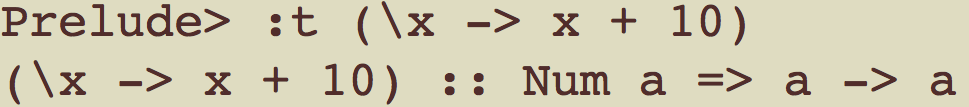 Prelude> :t (\x -> x + 10)
(\x -> x + 10) :: Num a => a -> a